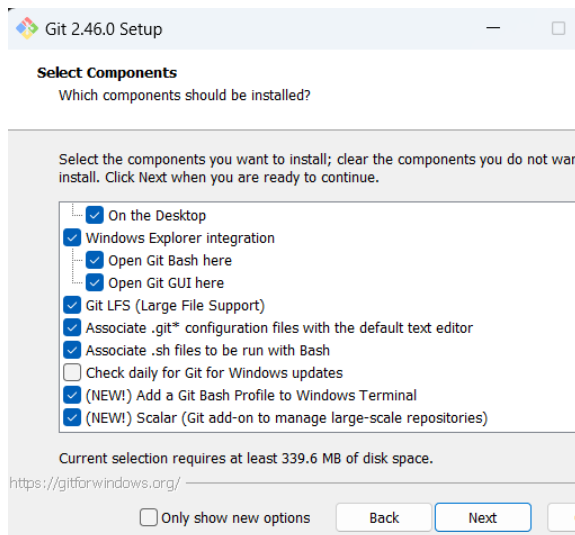 Git 2.46.0 Setup
Select Components
Which components should be installed?
Select the components you want to install; clear the components you do not
install. Click Next when you are ready to continue.
On the Desktop
Windows Explorer integration
Open Git Bash here
Open Git GUI here
Git LFS (Large File Support)
Associate .git* configuration files with the default text editor
Associate .sh files to be run with Bash
Check daily for Git for Windows updates
(NEW!) Add a Git Bash Profile to Windows Terminal
(NEW!) Scalar (Git add-on to manage large-scale repositories)
Current selection requires at least 339.6 MB of disk space.
https://gitforwindows.org/
Only show new options
Back
Next